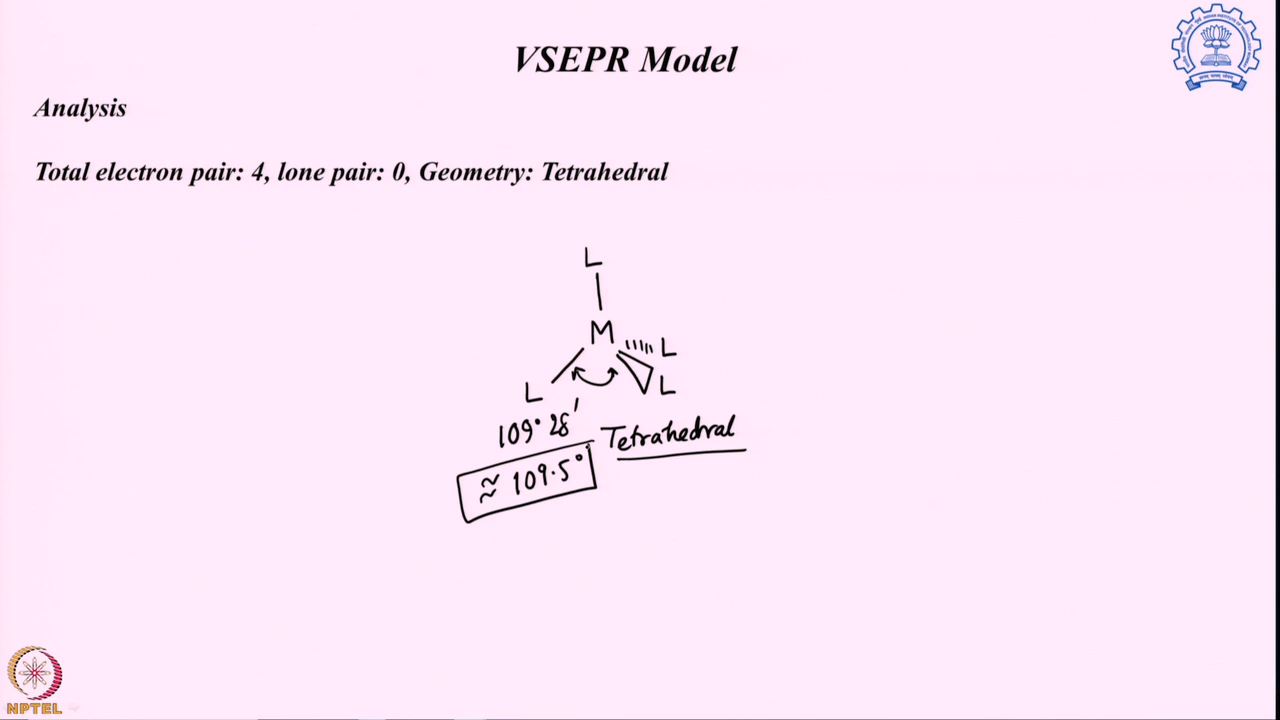 VSEPR Model
Analysis
Total electron pair: 4, lone pair: 0, Geometry: Tetrahedral
L
M
L
L
L
109° 28'
Tetrahedral
≈ 109.5°
NPTEL